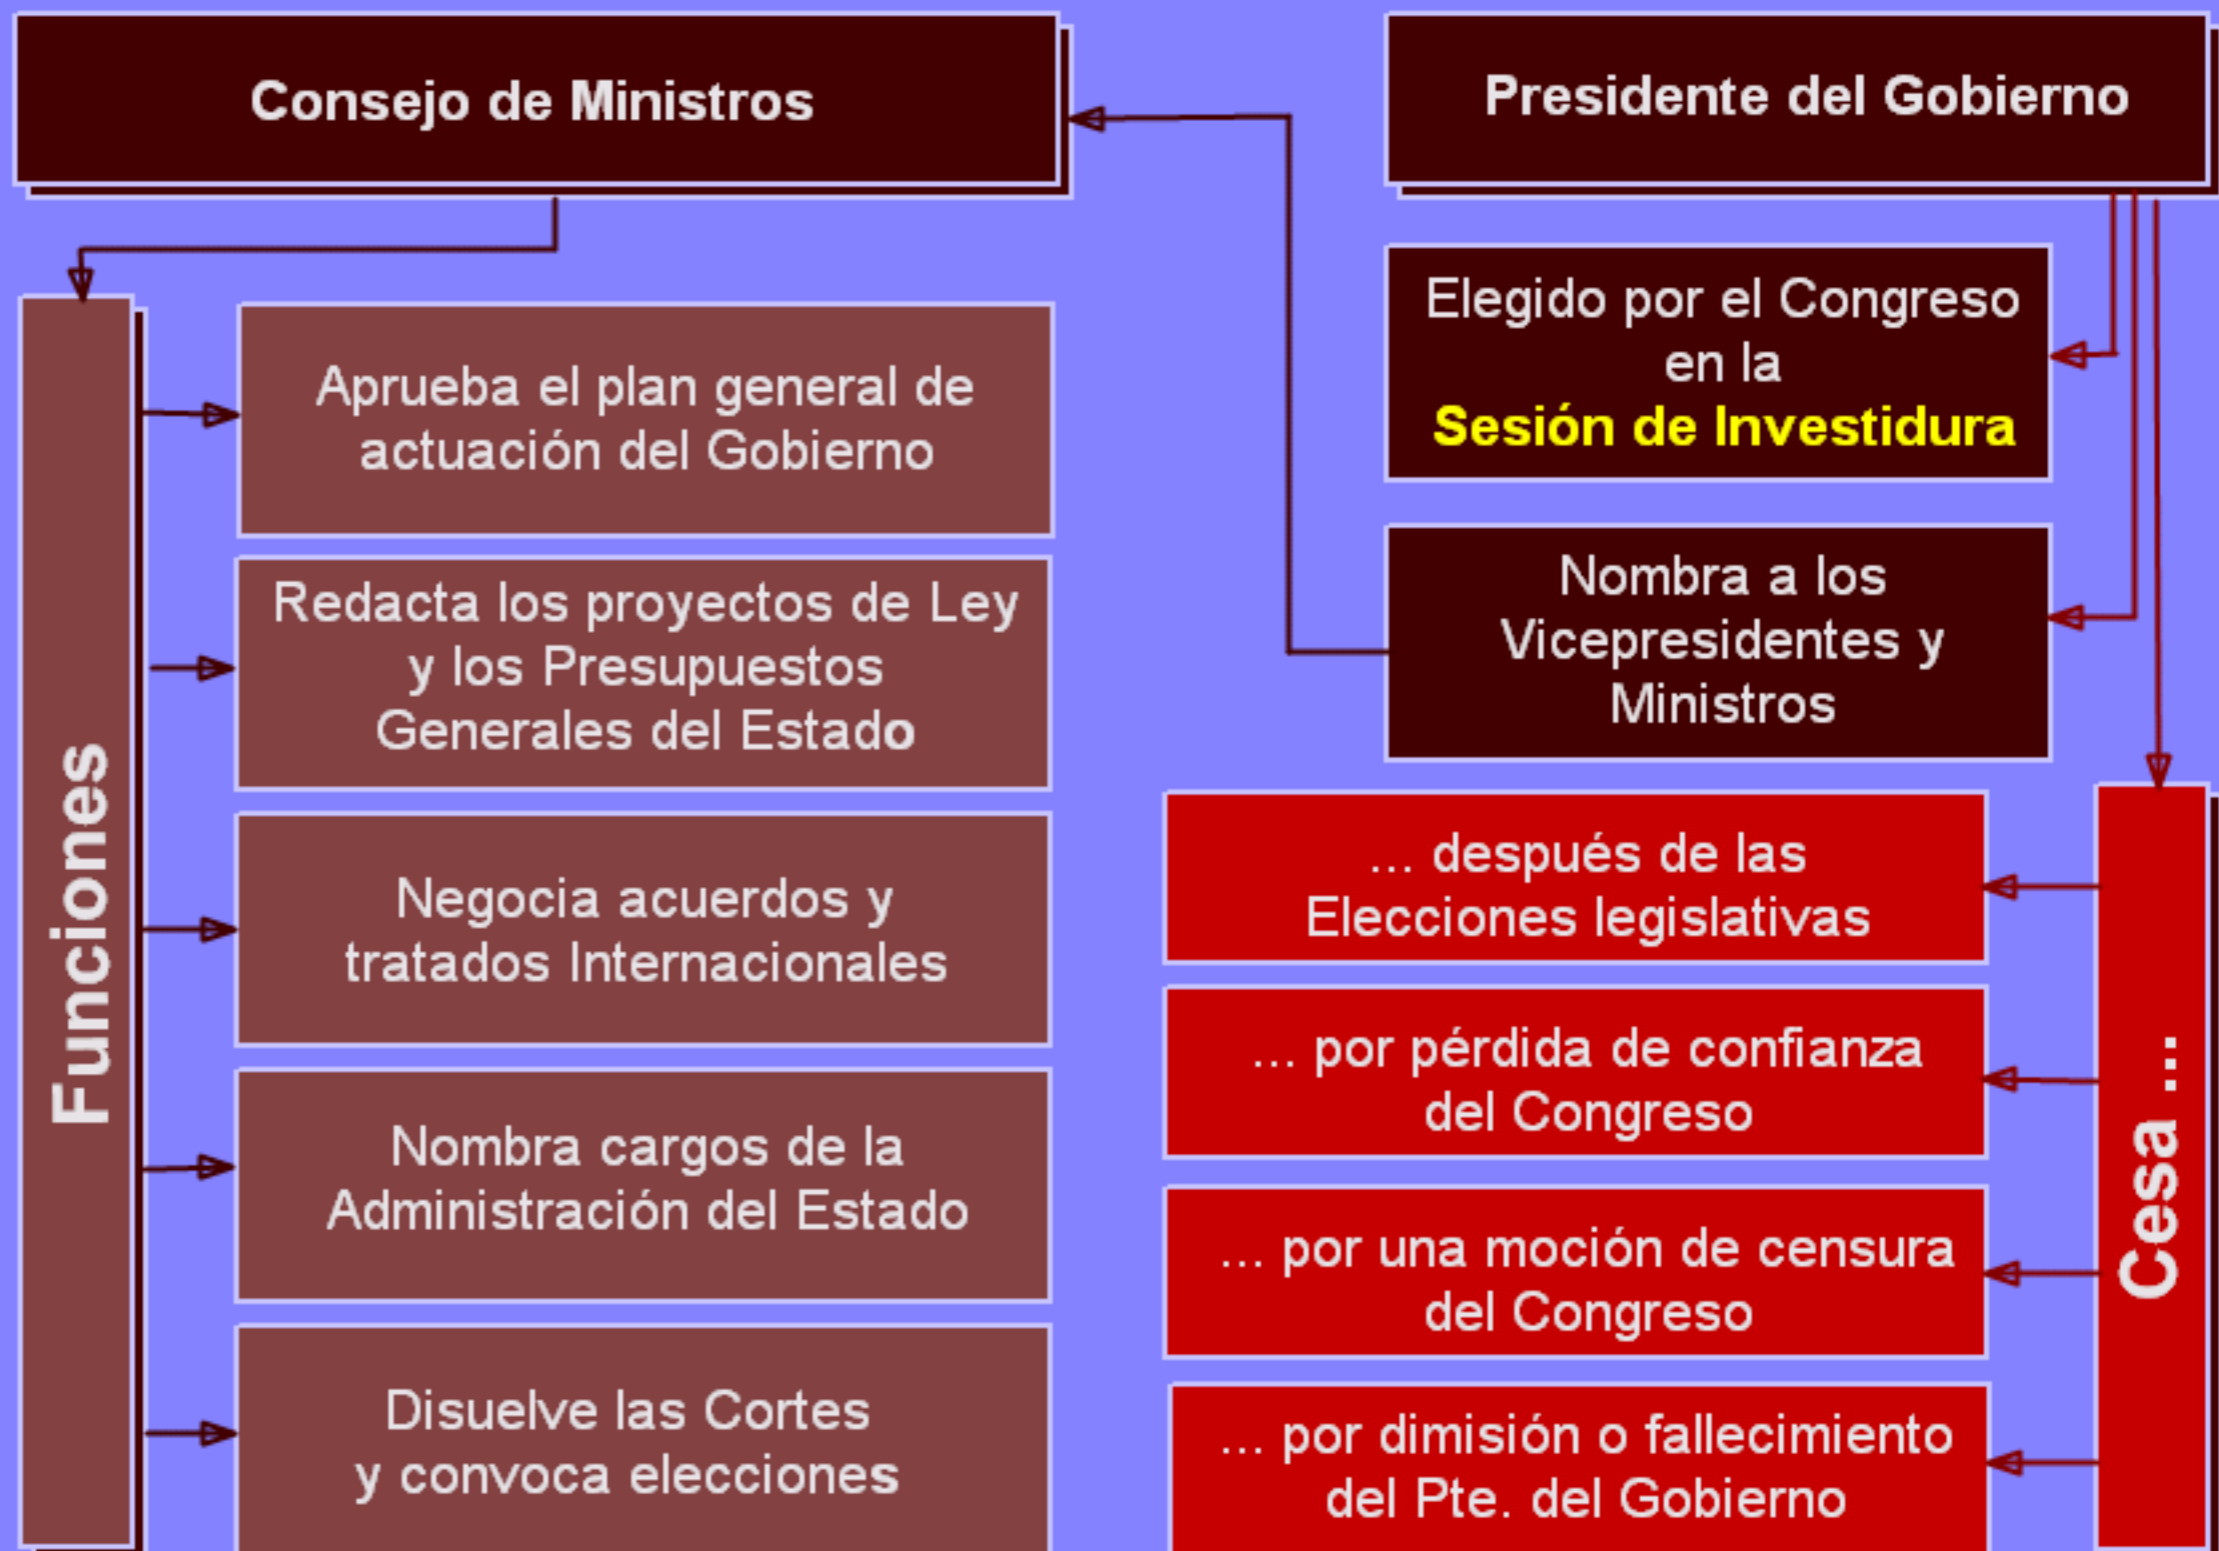 Consejo de Ministros
Presidente del Gobierno
Elegido por el Congreso
en la
Sesión de Investidura
Nombra a los
Vicepresidentes y
Ministros
Funciones
Aprueba el plan general de
actuación del Gobierno
Redacta los proyectos de Ley
y los Presupuestos
Generales del Estado
Negocia acuerdos y
tratados Internacionales
Nombra cargos de la
Administración del Estado
Disuelve las Cortes
y convoca elecciones
Cesa ...
... después de las
Elecciones legislativas
... por pérdida de confianza
del Congreso
... por una moción de censura
del Congreso
... por dimisión o fallecimiento
del Pte. del Gobierno